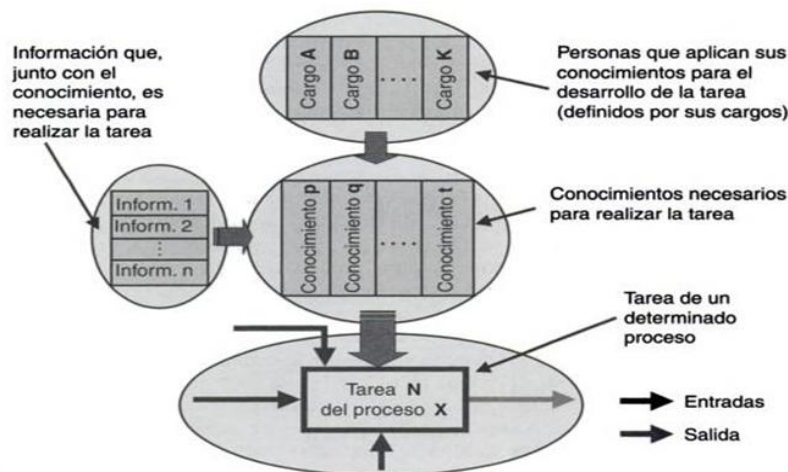 Información que,
junto con el
conocimiento, es
necesaria para
realizar la tarea
Cargo A
Cargo B
....
Cargo K
Personas que aplican sus
conocimientos para el
desarrollo de la tarea
(definidos por sus cargos)
Inform. 1
Inform. 2
⋮
Inform. n
Conocimiento p
Conocimiento q
....
Conocimiento t
Conocimientos necesarios
para realizar la tarea
Tarea de un
determinado
proceso
Tarea N
del proceso X
Entradas
Salida